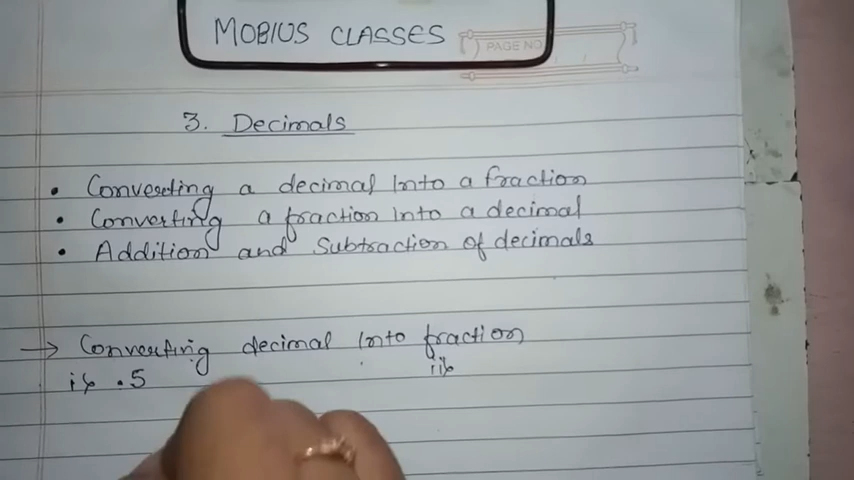 MOBIUS CLASSES
PAGE NO
3. Decimals
• Converting a decimal Into a fraction
• Converting a fraction Into a decimal
• Addition and Subtraction of decimals
→ Converting decimal Into fraction
i) .5 ii)